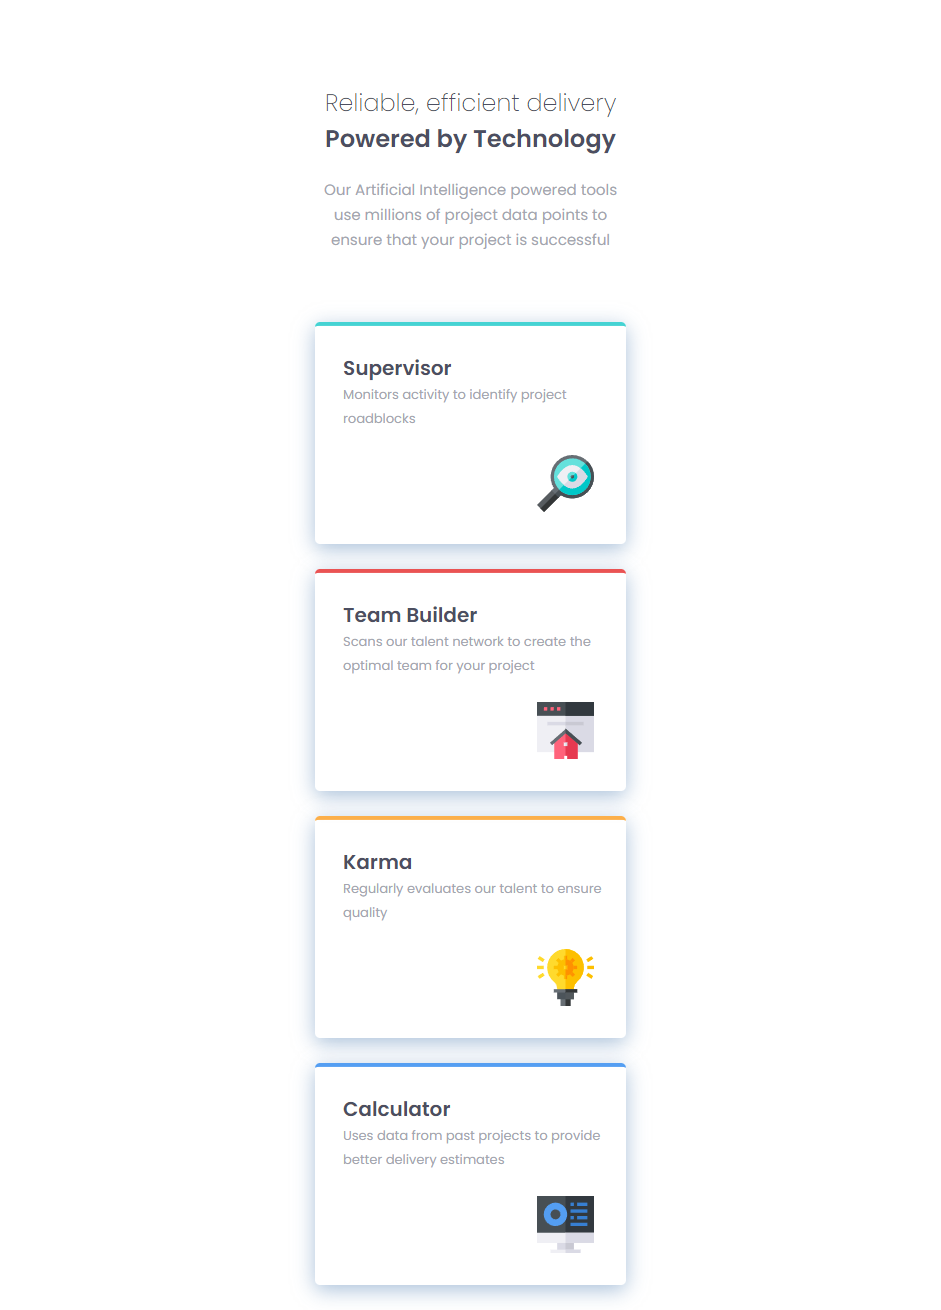 Reliable, efficient delivery
Powered by Technology
Our Artificial Intelligence powered tools
use millions of project data points to
ensure that your project is successful
Supervisor
Monitors activity to identify project
roadblocks
Team Builder
Scans our talent network to create the
optimal team for your project
Karma
Regularly evaluates our talent to ensure
quality
Calculator
Uses data from past projects to provide
better delivery estimates